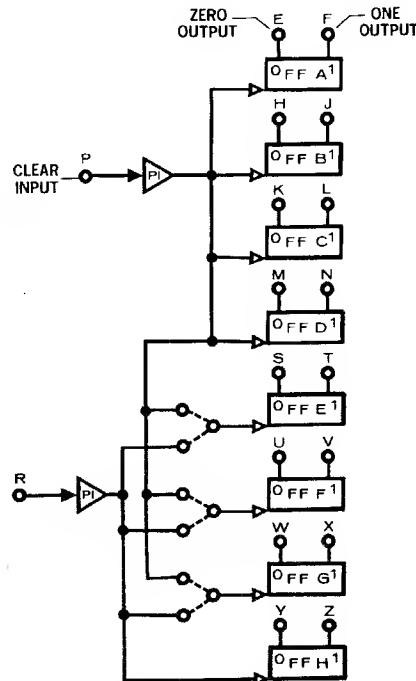 ZERO OUTPUT
E F
ONE OUTPUT
0 FF A 1
H J
0 FF B 1
CLEAR INPUT
P
PI
K L
0 FF C 1
M N
0 FF D 1
S T
0 FF E 1
R
PI
U V
0 FF F 1
W X
0 FF G 1
Y Z
0 FF H 1